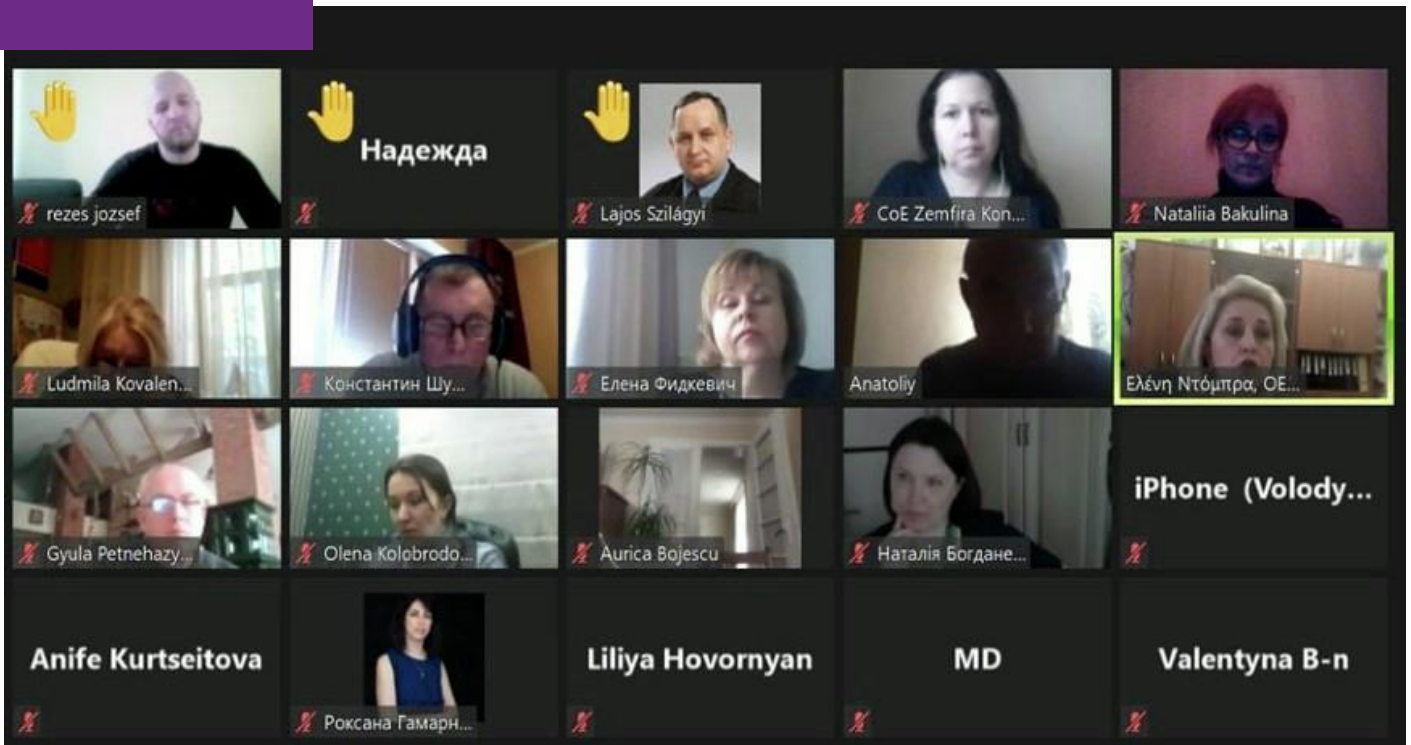 rezes jozsef
Надежда
Lajos Szilágyi
CoE Zemfira Kon...
Nataliia Bakulina
Ludmila Kovalen...
Константин Шу...
Елена Фидкевич
Anatoliy
Ελένη Ντόμπρα, ΟΕ...
Gyula Petnehazy...
Olena Kolobrodo...
Aurica Bojescu
Наталія Богдане...
iPhone (Volody...
Anife Kurtseitova
Роксана Гамарн...
Liliya Hovornyan
MD
Valentyna B-n